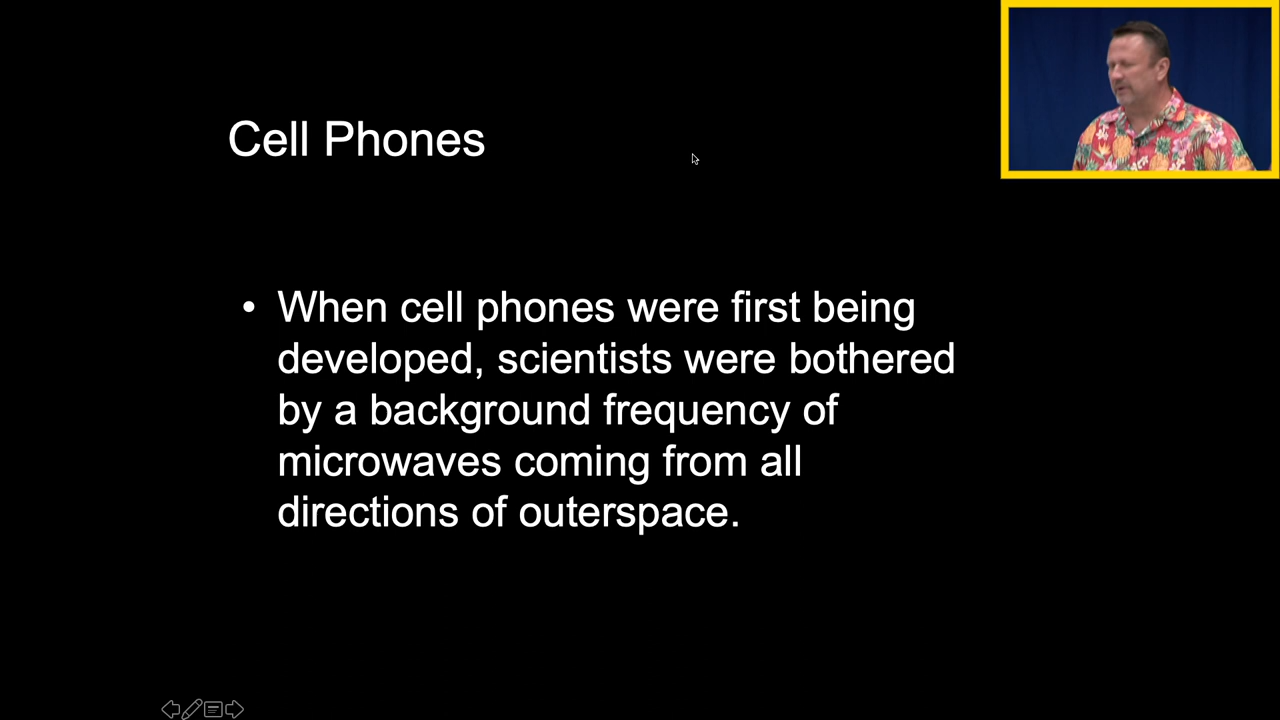 Cell Phones
• When cell phones were first being
developed, scientists were bothered
by a background frequency of
microwaves coming from all
directions of outerspace.